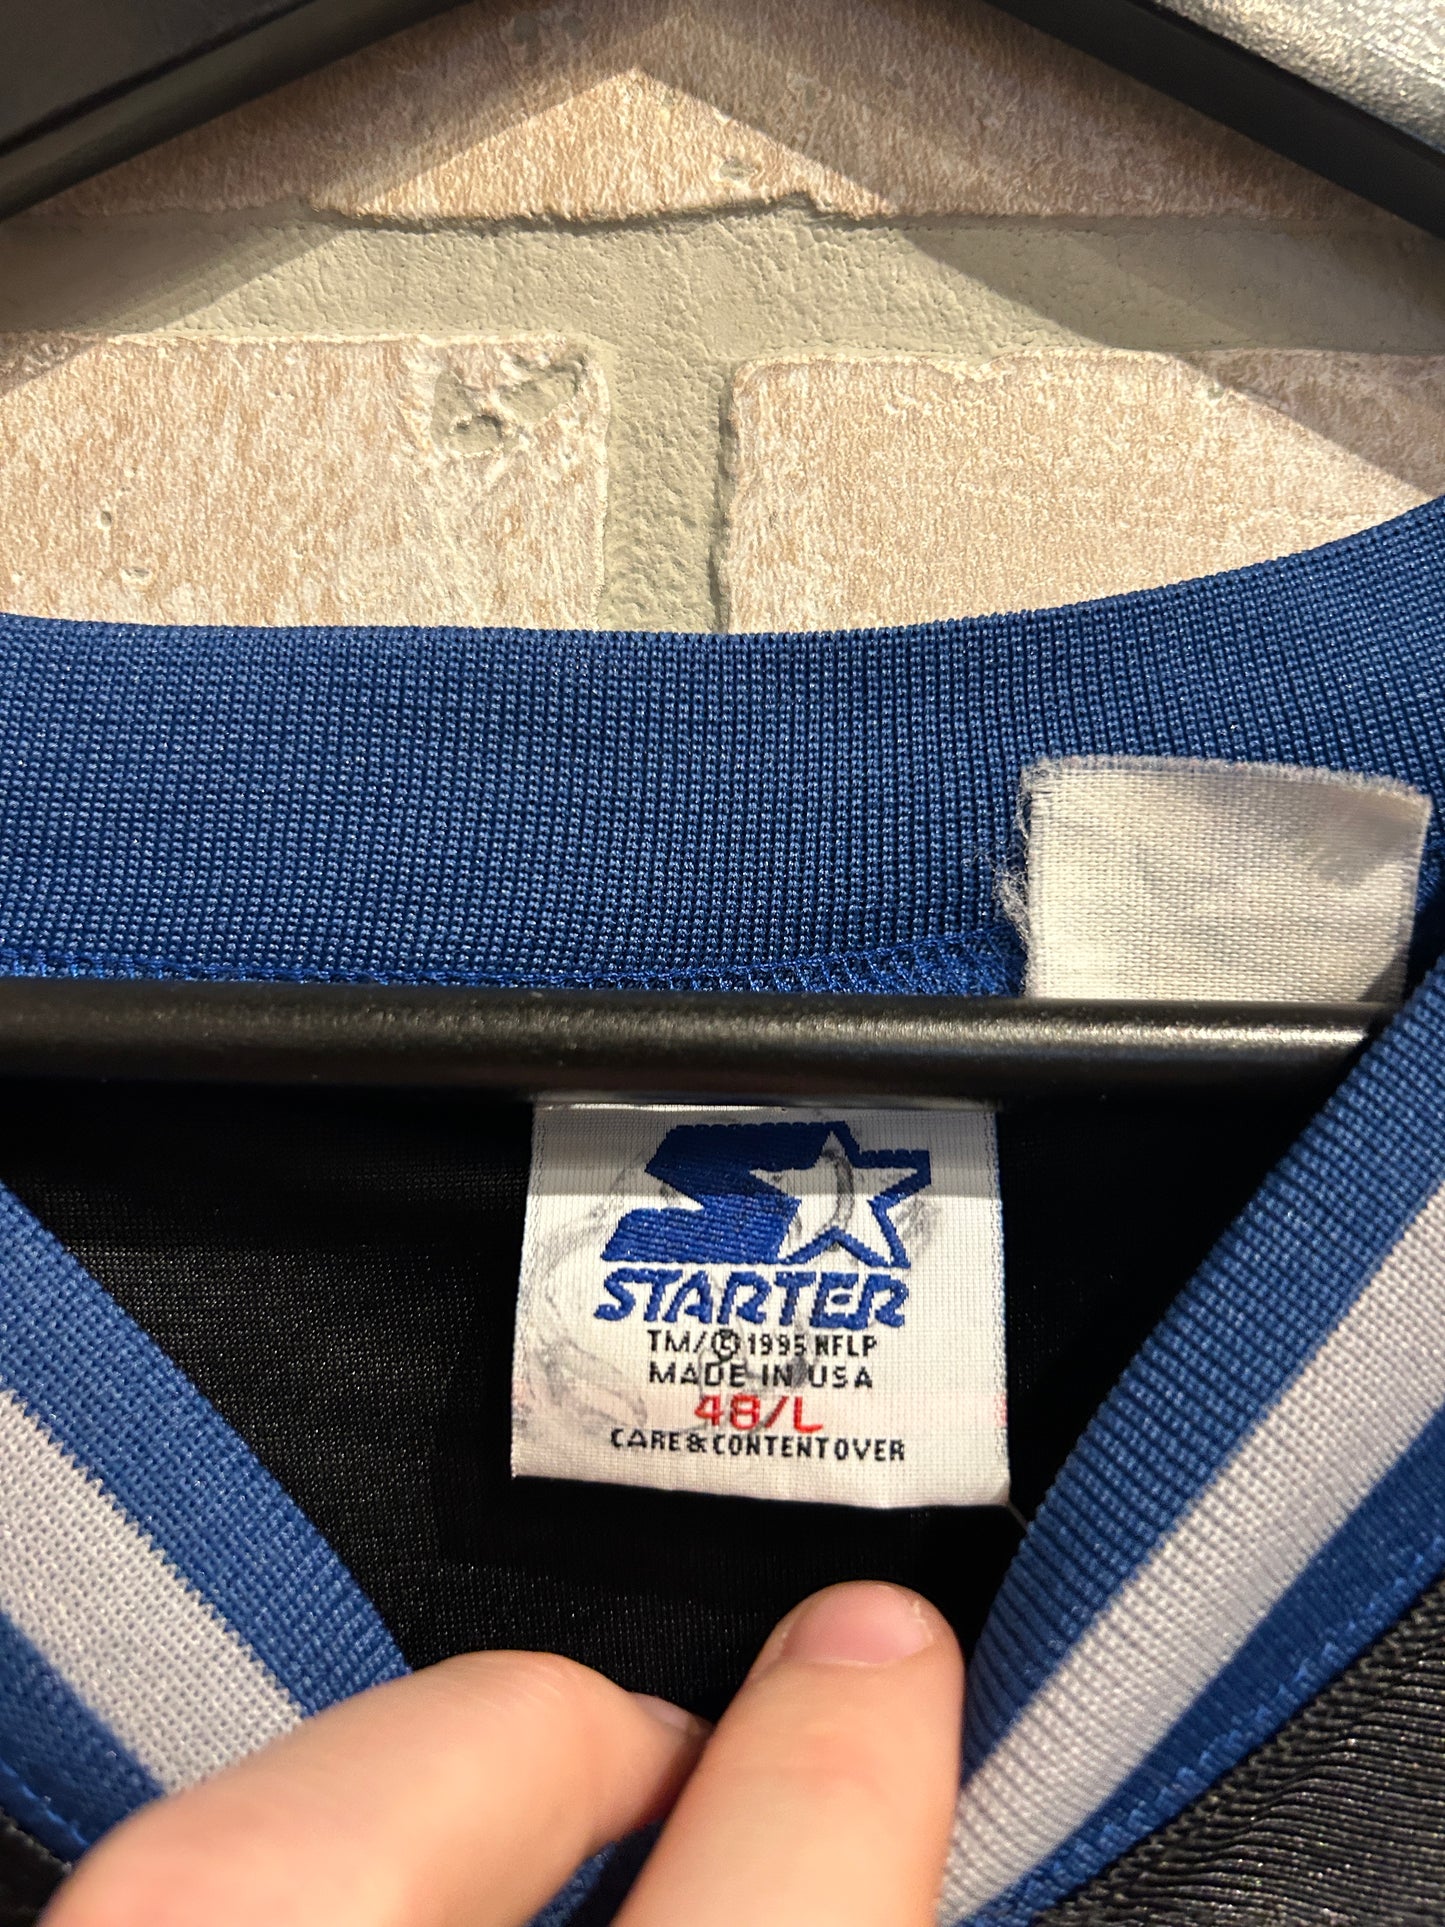 STARTER
TM/© 1995 NFLP
MADE IN USA
48/L
CARE & CONTENT OVER